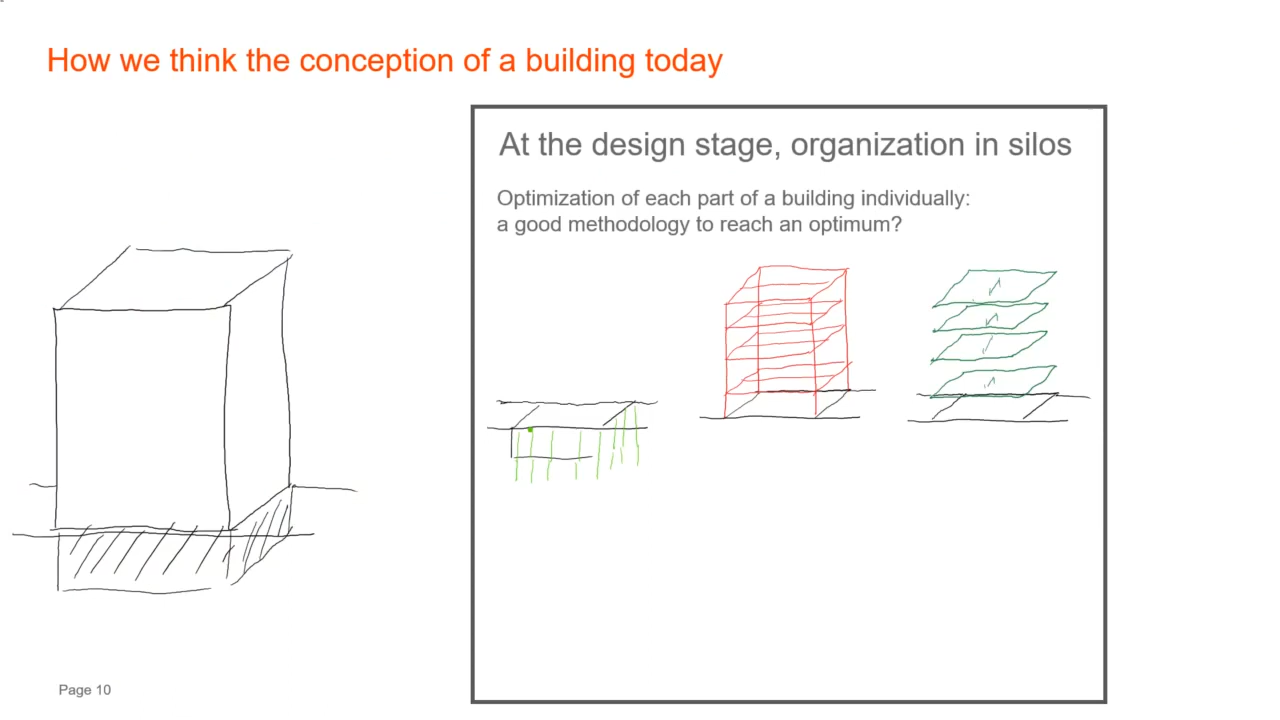 How we think the conception of a building today
At the design stage, organization in silos
Optimization of each part of a building individually:
a good methodology to reach an optimum?
Page 10